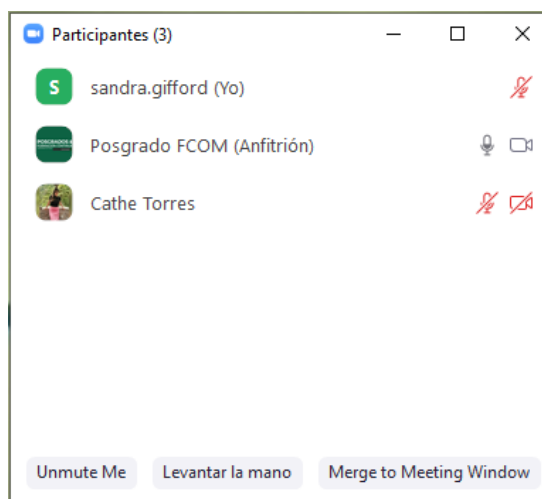 Participantes (3)
S sandra.gifford (Yo)
Posgrado FCOM (Anfitrión)
Cathe Torres
Unmute Me Levantar la mano Merge to Meeting Window